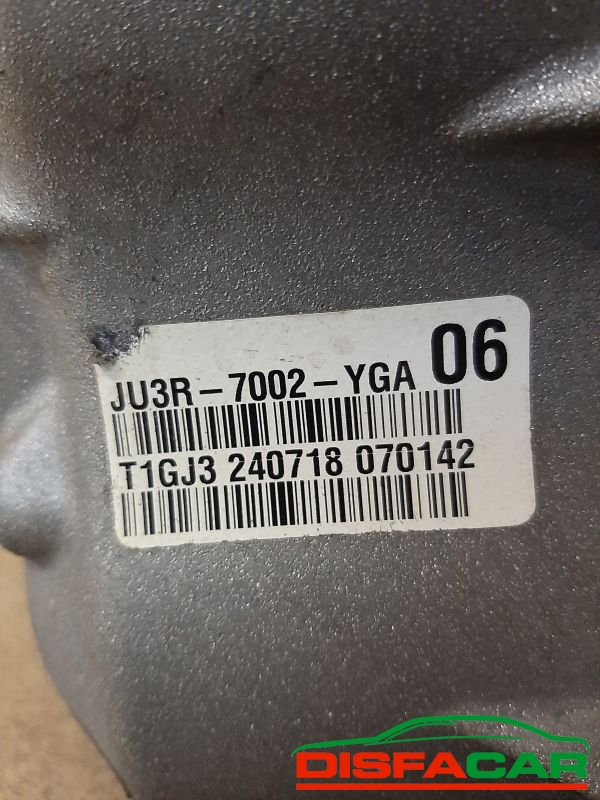 JU3R-7002-YGA 06
T1GJ3 240718 070142
DISFACAR